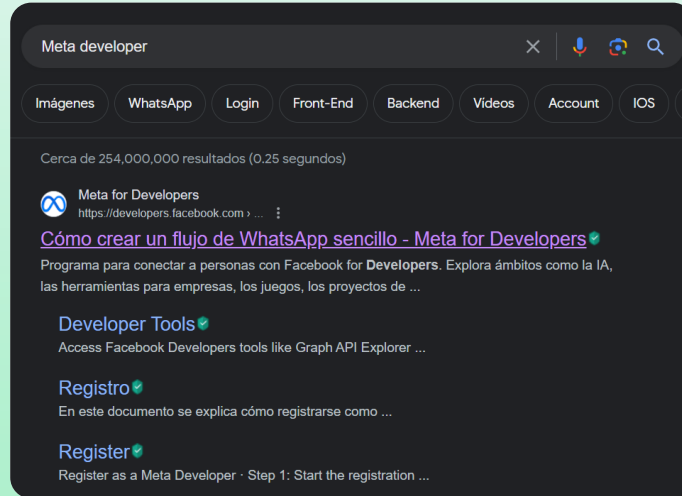 Meta developer
Imágenes WhatsApp Login Front-End Backend Vídeos Account IOS
Cerca de 254,000,000 resultados (0.25 segundos)
Meta for Developers
https://developers.facebook.com › ...
Cómo crear un flujo de WhatsApp sencillo - Meta for Developers
Programa para conectar a personas con Facebook for Developers. Explora ámbitos como la IA,
las herramientas para empresas, los juegos, los proyectos de ...
Developer Tools
Access Facebook Developers tools like Graph API Explorer ...
Registro
En este documento se explica cómo registrarse como ...
Register
Register as a Meta Developer · Step 1: Start the registration ...